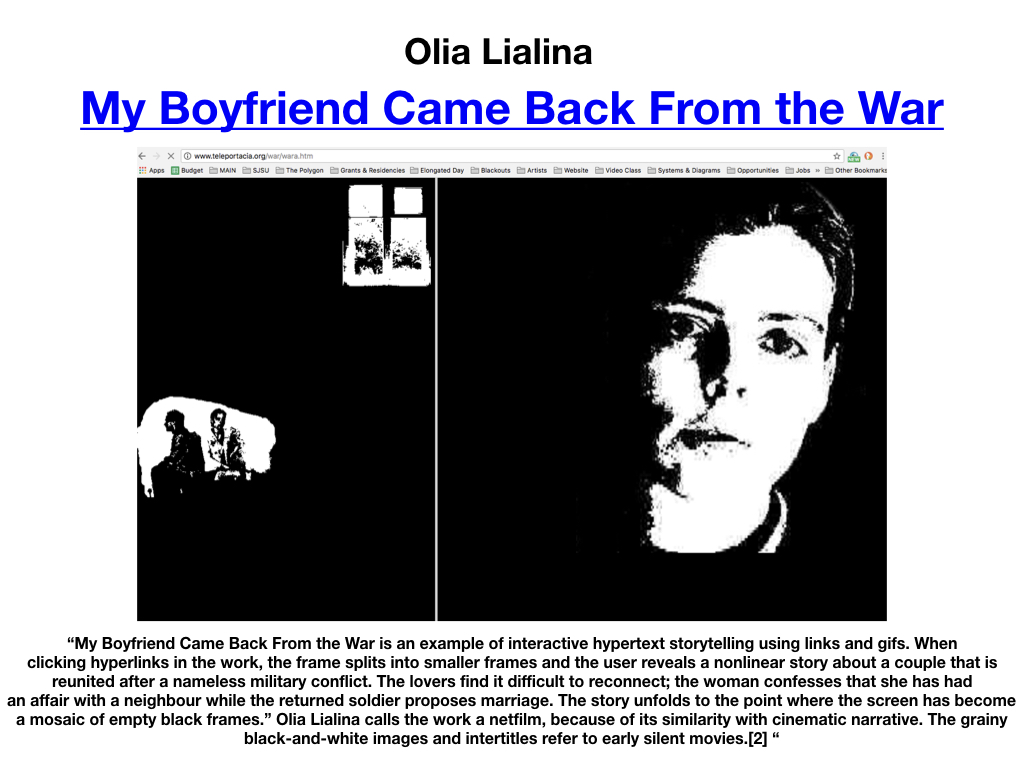 Olia Lialina
My Boyfriend Came Back From the War
www.teleportacia.org/war/wara.htm
Apps Budget MAIN SJSU The Polygon Grants & Residencies Elongated Day Blackouts Artists Website Video Class Systems & Diagrams Opportunities Jobs » Other Bookmarks
“My Boyfriend Came Back From the War is an example of interactive hypertext storytelling using links and gifs. When
clicking hyperlinks in the work, the frame splits into smaller frames and the user reveals a nonlinear story about a couple that is
reunited after a nameless military conflict. The lovers find it difficult to reconnect; the woman confesses that she has had
an affair with a neighbour while the returned soldier proposes marriage. The story unfolds to the point where the screen has become
a mosaic of empty black frames.” Olia Lialina calls the work a netfilm, because of its similarity with cinematic narrative. The grainy
black-and-white images and intertitles refer to early silent movies.[2] “